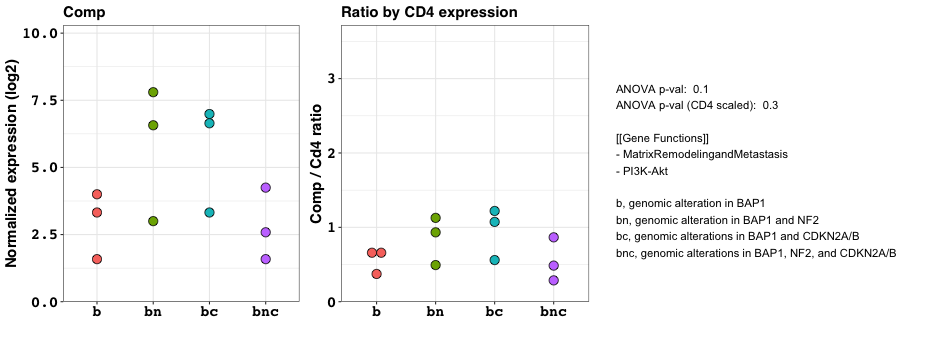 Comp
Normalized expression (log2)
10.0
7.5
5.0
2.5
0.0
b
bn
bc
bnc
Ratio by CD4 expression
Comp / Cd4 ratio
3
2
1
0
b
bn
bc
bnc
ANOVA p-val: 0.1
ANOVA p-val (CD4 scaled): 0.3
[[Gene Functions]]
- MatrixRemodelingandMetastasis
- PI3K-Akt
b, genomic alteration in BAP1
bn, genomic alteration in BAP1 and NF2
bc, genomic alterations in BAP1 and CDKN2A/B
bnc, genomic alterations in BAP1, NF2, and CDKN2A/B